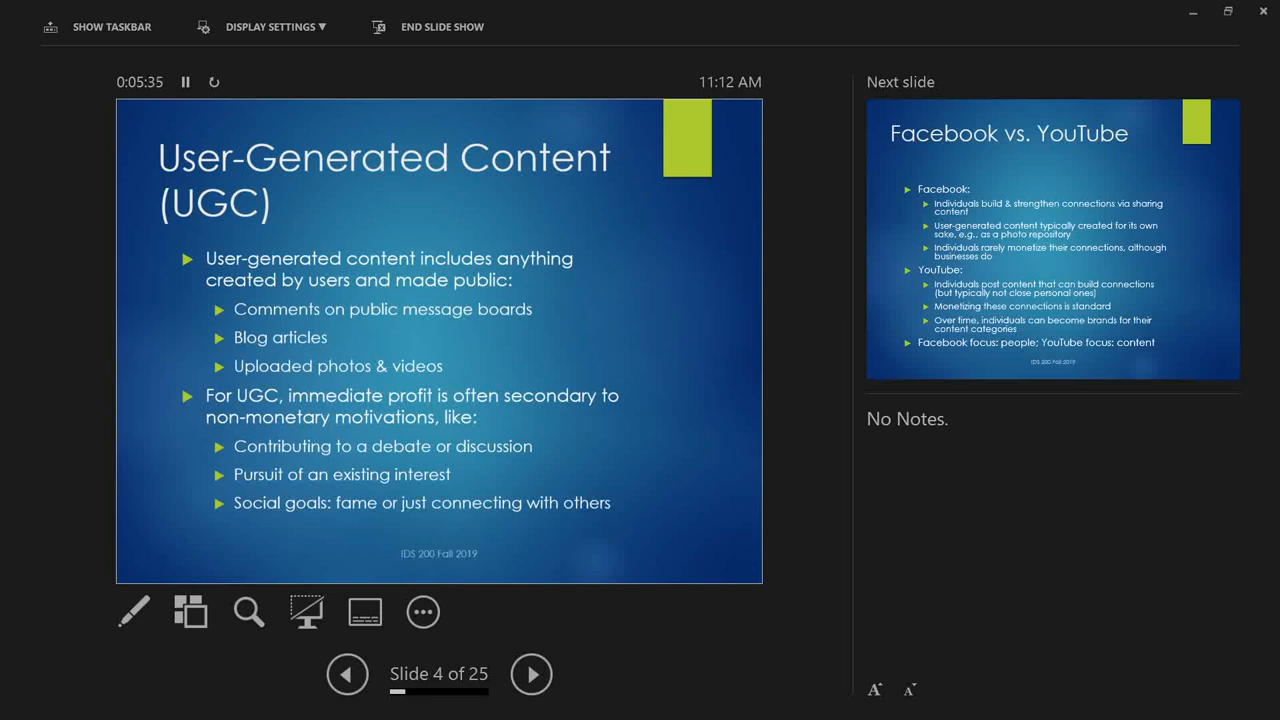 SHOW TASKBAR
DISPLAY SETTINGS ▼
END SLIDE SHOW
0:05:35
11:12 AM
User-Generated Content
(UGC)
User-generated content includes anything
created by users and made public:
Comments on public message boards
Blog articles
Uploaded photos & videos
For UGC, immediate profit is often secondary to
non-monetary motivations, like:
Contributing to a debate or discussion
Pursuit of an existing interest
Social goals: fame or just connecting with others
IDS 200 Fall 2019
Slide 4 of 25
Next slide
Facebook vs. YouTube
Facebook:
Individuals build & strengthen connections via sharing
content
User-generated content typically created for its own
sake, e.g., as a photo repository
Individuals rarely monetize their connections, although
businesses do
YouTube:
Individuals post content that can build connections
(but typically not close personal ones)
Monetizing these connections is standard
Over time, individuals can become brands for their
content categories
Facebook focus: people; YouTube focus: content
IDS 200 Fall 2019
No Notes.
A A